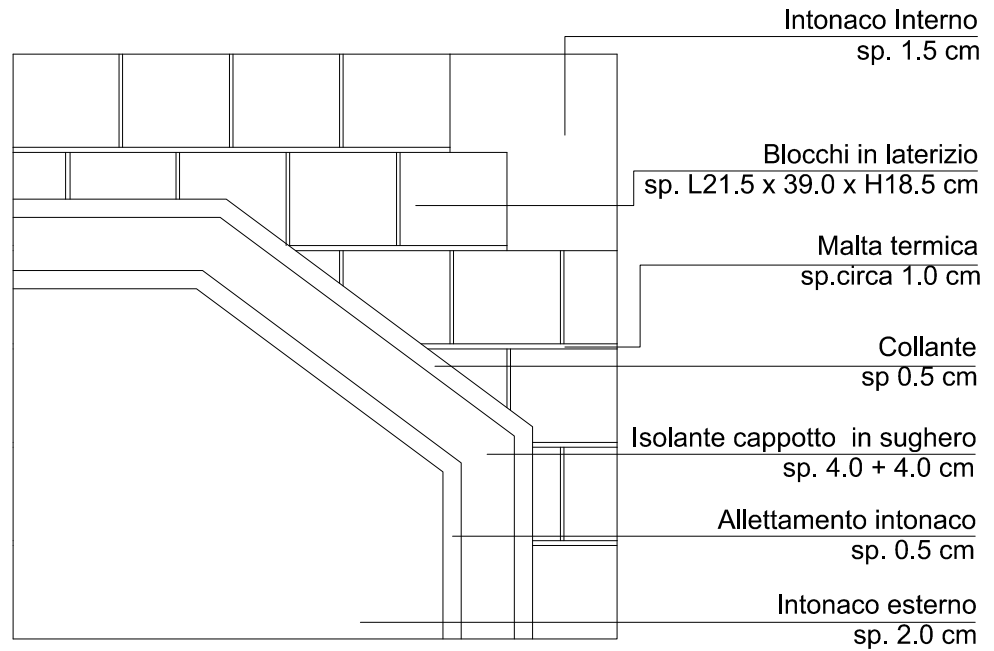 Intonaco Interno
sp. 1.5 cm
Blocchi in laterizio
sp. L21.5 x 39.0 x H18.5 cm
Malta termica
sp.circa 1.0 cm
Collante
sp 0.5 cm
Isolante cappotto in sughero
sp. 4.0 + 4.0 cm
Allettamento intonaco
sp. 0.5 cm
Intonaco esterno
sp. 2.0 cm